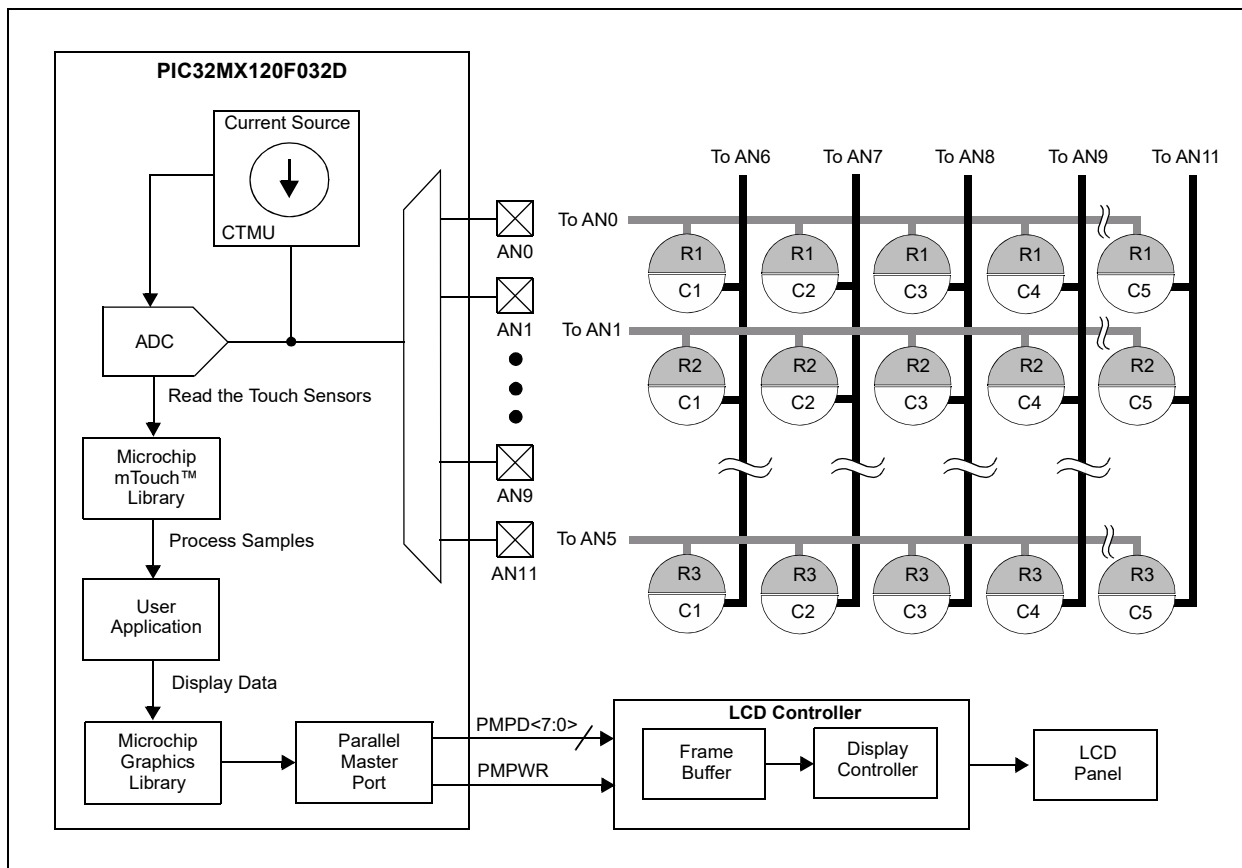 PIC32MX120F032D
Current Source
CTMU
ADC
Read the Touch Sensors
Microchip
mTouch™
Library
Process Samples
User
Application
Display Data
Microchip
Graphics
Library
Parallel
Master
Port
AN0
AN1
AN9
AN11
To AN6
To AN7
To AN8
To AN9
To AN11
To AN0
R1 R1 R1 R1 R1
C1 C2 C3 C4 C5
To AN1
R2 R2 R2 R2 R2
C1 C2 C3 C4 C5
To AN5
R3 R3 R3 R3 R3
C1 C2 C3 C4 C5
PMPD<7:0>
PMPWR
LCD Controller
Frame
Buffer
Display
Controller
LCD
Panel